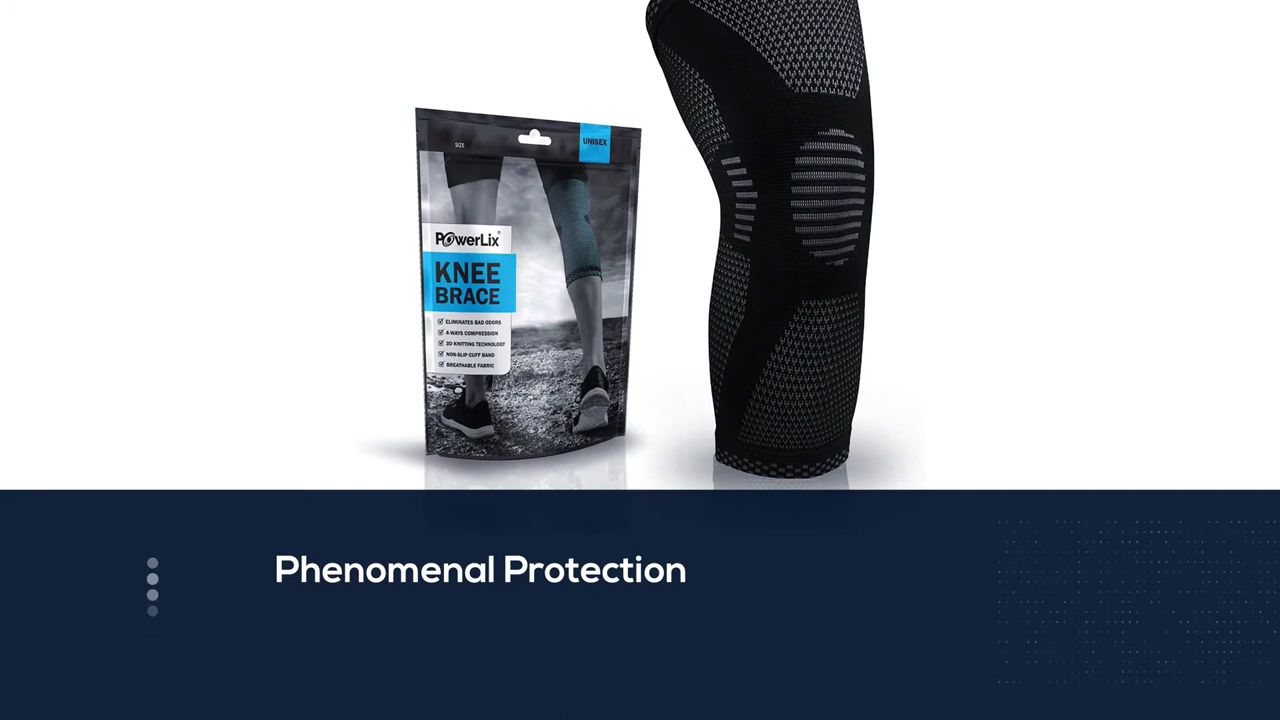 SIZE
UNISEX
PowerLix®
KNEE
BRACE
ELIMINATES BAD ODORS
4-WAYS COMPRESSION
3D KNITTING TECHNOLOGY
NON-SLIP CUFF BAND
BREATHABLE FABRIC
Phenomenal Protection